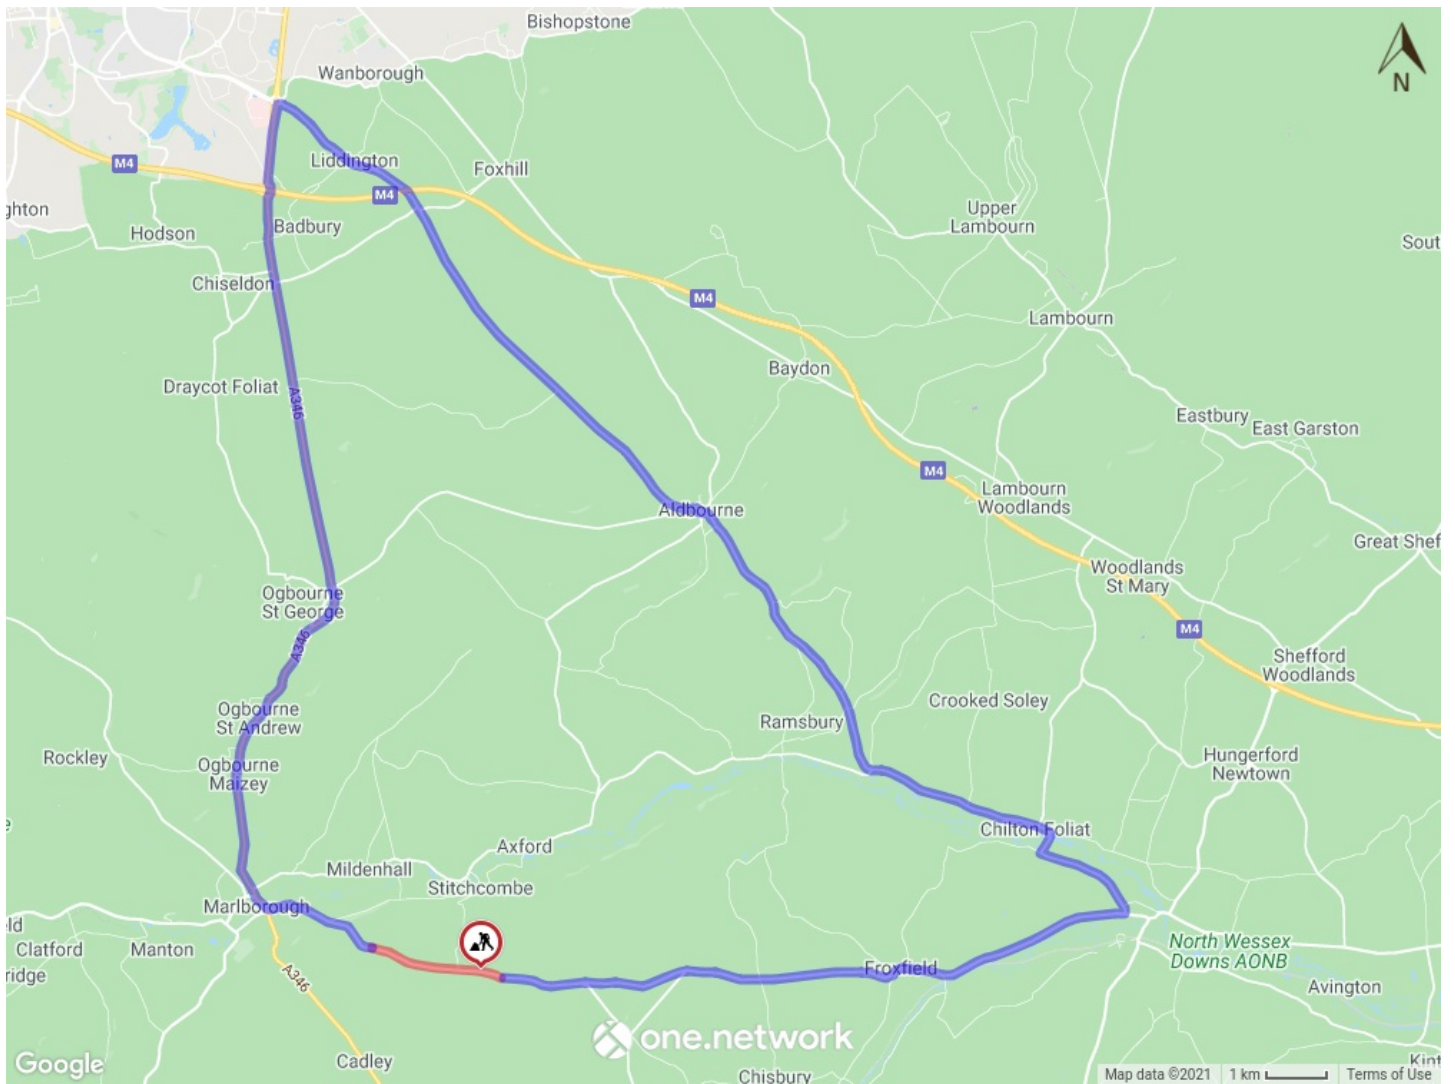 Bishopstone
Wanborough
N
M4
Liddington
Foxhill
M4
ghton
Hodson
Badbury
Upper
Lambourn
Sout
Chiseldon
M4
Lambourn
Baydon
Draycot Foliat
A346
Eastbury
East Garston
M4
Lambourn
Woodlands
Aldbourne
Great Shef
Woodlands
St Mary
Ogbourne
St George
M4
A346
Shefford
Woodlands
Crooked Soley
Ogbourne
St Andrew
Ramsbury
Rockley
Ogbourne
Maizey
Hungerford
Newtown
e
Chilton Foliat
Axford
Mildenhall
Stitchcombe
Marlborough
ld
Clatford
Manton
North Wessex
Downs AONB
ridge
A346
Froxfield
Avington
one.network
Google
Cadley
Chisbury
Kint
Map data ©2021
1 km
Terms of Use